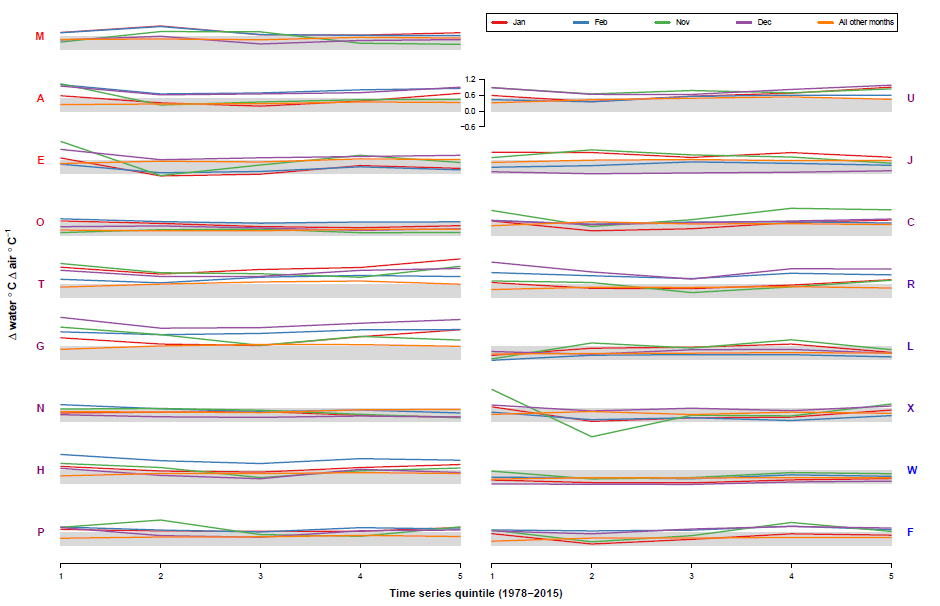 Jan Feb Nov Dec All other months
M
A
1.2
0.6
0.0
−0.6
U
E
J
O
C
T
R
G
L
N
X
H
W
P
F
Δ water ° C Δ air ° C⁻¹
1 2 3 4 5
1 2 3 4 5
Time series quintile (1978−2015)